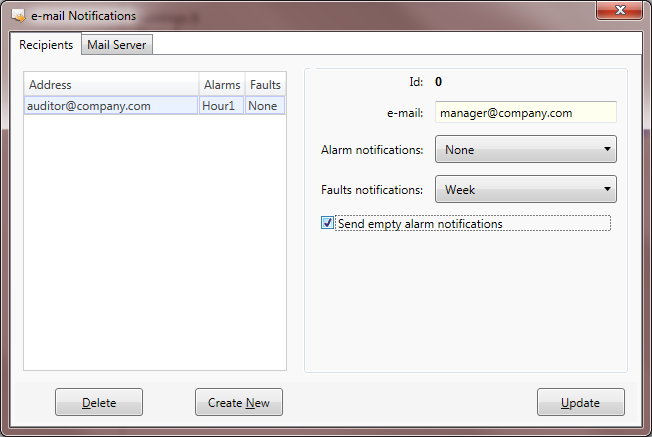 e-mail Notifications
Recipients Mail Server
Address Alarms Faults
auditor@company.com Hour1 None
Id: 0
e-mail: manager@company.com
Alarm notifications: None
Faults notifications: Week
Send empty alarm notifications
Delete Create New Update